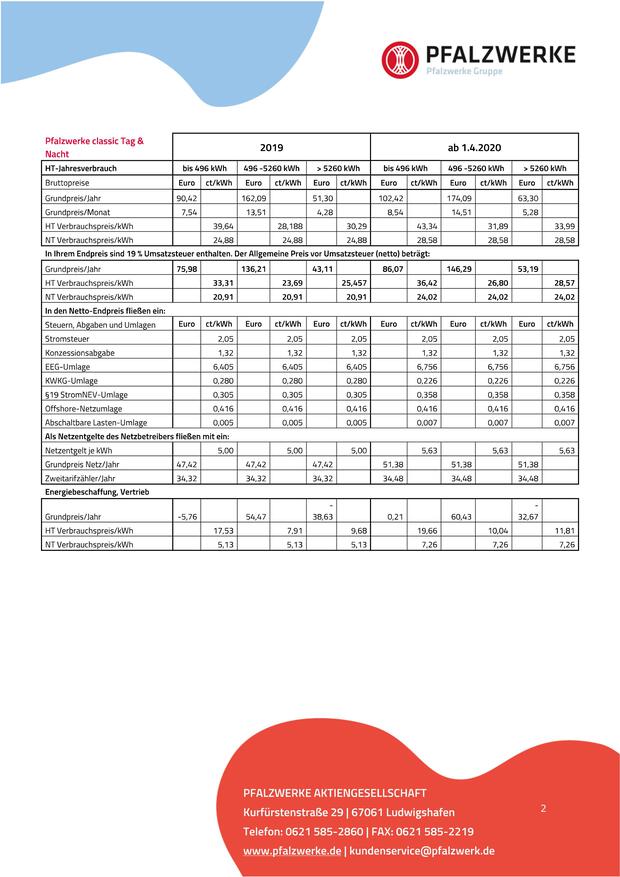 PFALZWERKE
Pfalzwerke Gruppe
Pfalzwerke classic Tag & Nacht 2019 ab 1.4.2020
HT-Jahresverbrauch bis 496 kWh 496 -5260 kWh > 5260 kWh bis 496 kWh 496 -5260 kWh > 5260 kWh
Bruttopreise Euro ct/kWh Euro ct/kWh Euro ct/kWh Euro ct/kWh Euro ct/kWh Euro ct/kWh
Grundpreis/Jahr 90,42 162,09 51,30 102,42 174,09 63,30
Grundpreis/Monat 7,54 13,51 4,28 8,54 14,51 5,28
HT Verbrauchspreis/kWh 39,64 28,188 30,29 43,34 31,89 33,99
NT Verbrauchspreis/kWh 24,88 24,88 24,88 28,58 28,58 28,58
In Ihrem Endpreis sind 19 % Umsatzsteuer enthalten. Der Allgemeine Preis vor Umsatzsteuer (netto) beträgt:
Grundpreis/Jahr 75,98 136,21 43,11 86,07 146,29 53,19
HT Verbrauchspreis/kWh 33,31 23,69 25,457 36,42 26,80 28,57
NT Verbrauchspreis/kWh 20,91 20,91 20,91 24,02 24,02 24,02
In den Netto-Endpreis fließen ein:
Steuern, Abgaben und Umlagen Euro ct/kWh Euro ct/kWh Euro ct/kWh Euro ct/kWh Euro ct/kWh Euro ct/kWh
Stromsteuer 2,05 2,05 2,05 2,05 2,05 2,05
Konzessionsabgabe 1,32 1,32 1,32 1,32 1,32 1,32
EEG-Umlage 6,405 6,405 6,405 6,756 6,756 6,756
KWKG-Umlage 0,280 0,280 0,280 0,226 0,226 0,226
§19 StromNEV-Umlage 0,305 0,305 0,305 0,358 0,358 0,358
Offshore-Netzumlage 0,416 0,416 0,416 0,416 0,416 0,416
Abschaltbare Lasten-Umlage 0,005 0,005 0,005 0,007 0,007 0,007
Als Netzentgelte des Netzbetreibers fließen mit ein:
Netzentgelt je kWh 5,00 5,00 5,00 5,63 5,63 5,63
Grundpreis Netz/Jahr 47,42 47,42 47,42 51,38 51,38 51,38
Zweitarifzähler/Jahr 34,32 34,32 34,32 34,48 34,48 34,48
Energiebeschaffung, Vertrieb
Grundpreis/Jahr -5,76 54,47 -38,63 0,21 60,43 -32,67
HT Verbrauchspreis/kWh 17,53 7,91 9,68 19,66 10,04 11,81
NT Verbrauchspreis/kWh 5,13 5,13 5,13 7,26 7,26 7,26
PFALZWERKE AKTIENGESELLSCHAFT
Kurfürstenstraße 29 | 67061 Ludwigshafen
2
Telefon: 0621 585-2860 | FAX: 0621 585-2219
www.pfalzwerke.de | kundenservice@pfalzwerk.de